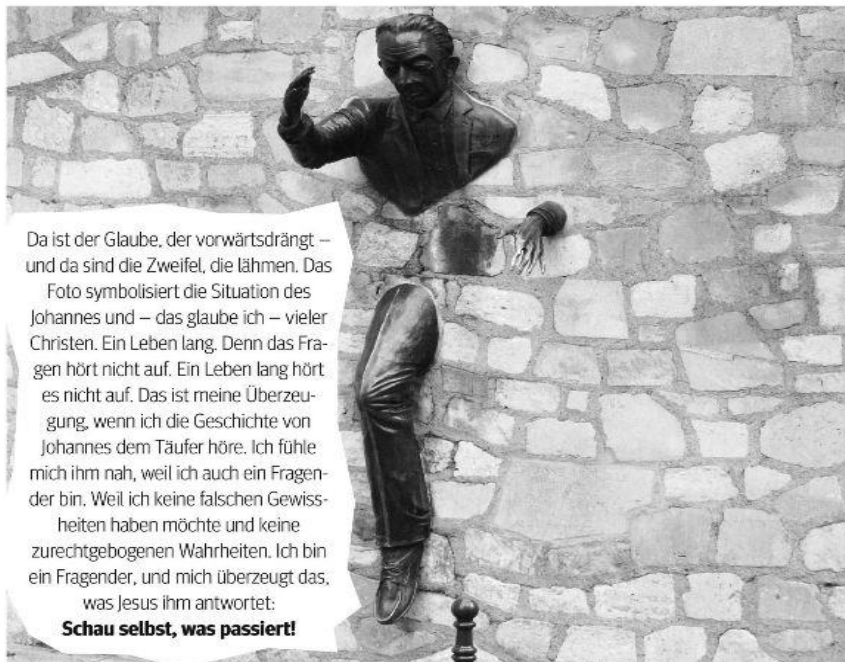 Da ist der Glaube, der vorwärtsdrängt –
und da sind die Zweifel, die lähmen. Das
Foto symbolisiert die Situation des
Johannes und – das glaube ich – vieler
Christen. Ein Leben lang. Denn das Fra-
gen hört nicht auf. Ein Leben lang hört
es nicht auf. Das ist meine Überzeu-
gung, wenn ich die Geschichte von
Johannes dem Täufer höre. Ich fühle
mich ihm nah, weil ich auch ein Fragen-
der bin. Weil ich keine falschen Gewiss-
heiten haben möchte und keine
zurechtgebogenen Wahrheiten. Ich bin
ein Fragender, und mich überzeugt das,
was Jesus ihm antwortet:
Schau selbst, was passiert!